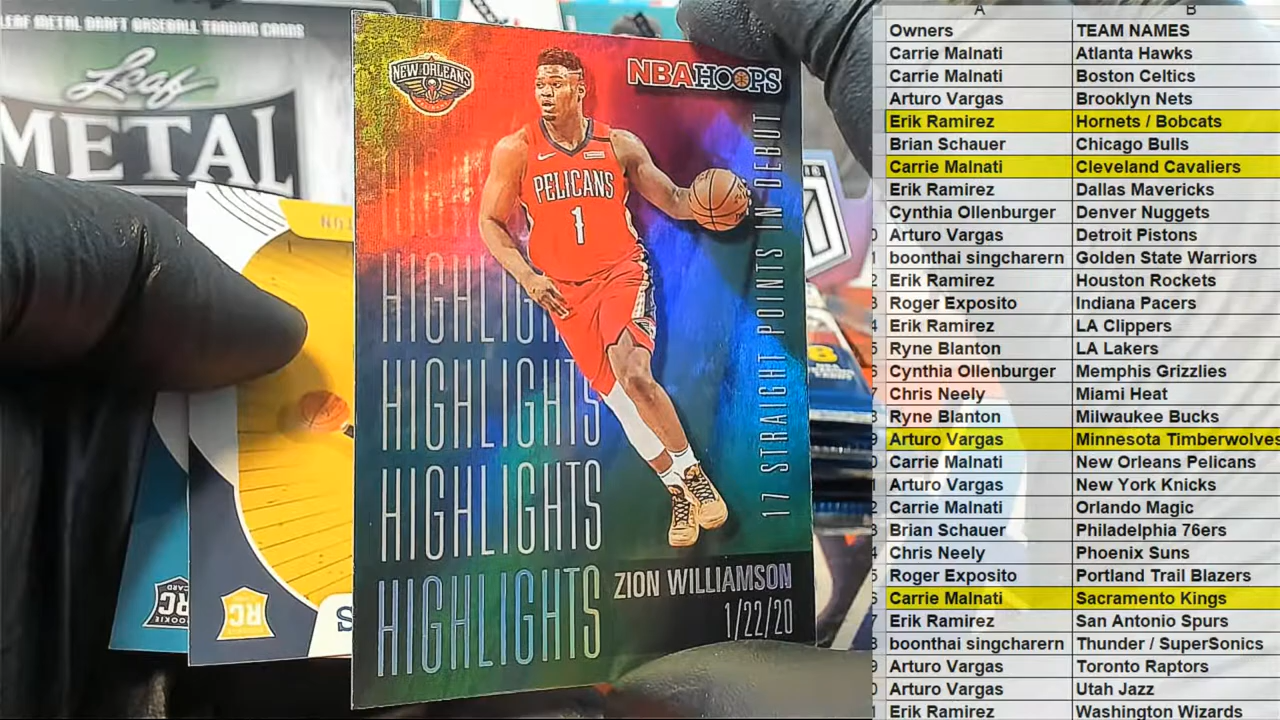 LEAF METAL DRAFT BASEBALL TRADING CARDS
Leaf
METAL
NEW ORLEANS
NBA HOOPS
PELICANS
1
17 STRAIGHT POINTS IN DEBUT
HIGHLIGHTS
HIGHLIGHTS
HIGHLIGHTS
HIGHLIGHTS
ZION WILLIAMSON
1/22/20
RC
RC
A B
Owners TEAM NAMES
Carrie Malnati Atlanta Hawks
Carrie Malnati Boston Celtics
Arturo Vargas Brooklyn Nets
Erik Ramirez Hornets / Bobcats
Brian Schauer Chicago Bulls
Carrie Malnati Cleveland Cavaliers
Erik Ramirez Dallas Mavericks
Cynthia Ollenburger Denver Nuggets
Arturo Vargas Detroit Pistons
boonthai singcharern Golden State Warriors
Erik Ramirez Houston Rockets
Roger Exposito Indiana Pacers
Erik Ramirez LA Clippers
Ryne Blanton LA Lakers
Cynthia Ollenburger Memphis Grizzlies
Chris Neely Miami Heat
Ryne Blanton Milwaukee Bucks
Arturo Vargas Minnesota Timberwolves
Carrie Malnati New Orleans Pelicans
Arturo Vargas New York Knicks
Carrie Malnati Orlando Magic
Brian Schauer Philadelphia 76ers
Chris Neely Phoenix Suns
Roger Exposito Portland Trail Blazers
Carrie Malnati Sacramento Kings
Erik Ramirez San Antonio Spurs
boonthai singcharern Thunder / SuperSonics
Arturo Vargas Toronto Raptors
Arturo Vargas Utah Jazz
Erik Ramirez Washington Wizards